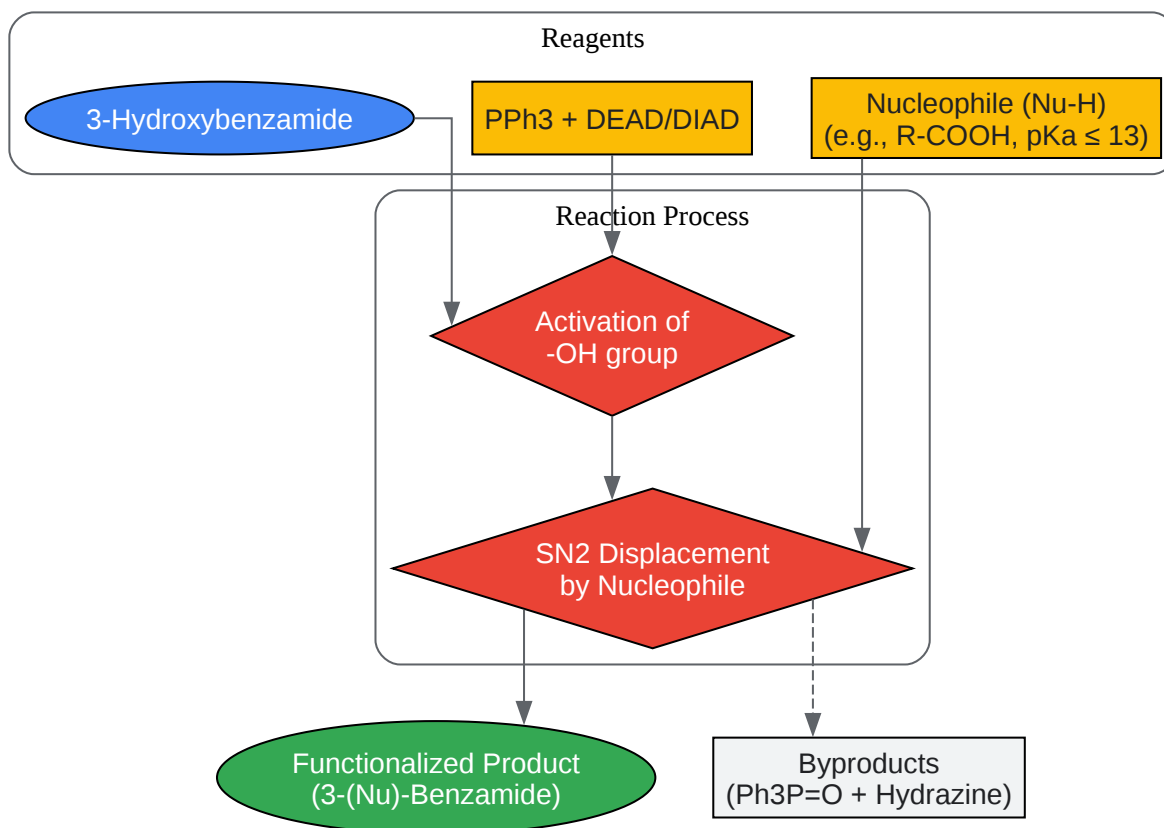 Reagents
3-Hydroxybenzamide
PPh3 + DEAD/DIAD
Nucleophile (Nu-H)
(e.g., R-COOH, pKa ≤ 13)
Reaction Process
Activation of
-OH group
SN2 Displacement
by Nucleophile
Functionalized Product
(3-(Nu)-Benzamide)
Byproducts
(Ph3P=O + Hydrazine)